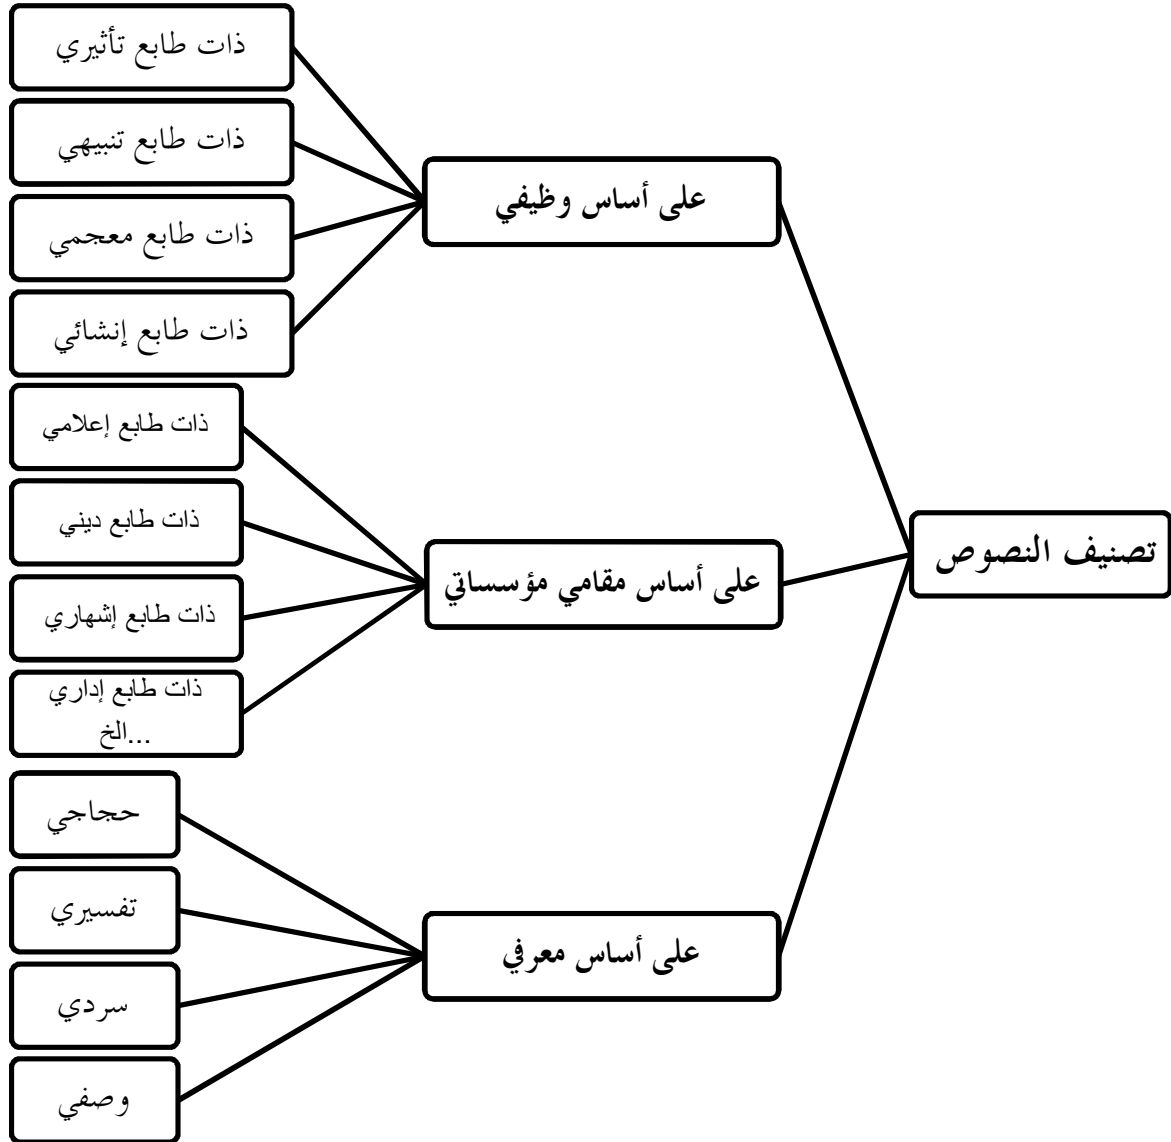 تصنيف النصوص
على أساس وظيفي
ذات طابع تأثيري
ذات طابع تنبيهي
ذات طابع معجمي
ذات طابع إنشائي
على أساس مقامي مؤسساتي
ذات طابع إعلامي
ذات طابع ديني
ذات طابع إشهاري
ذات طابع إداري
...الخ
على أساس معرفي
حجاجي
تفسيري
سردي
وصفي